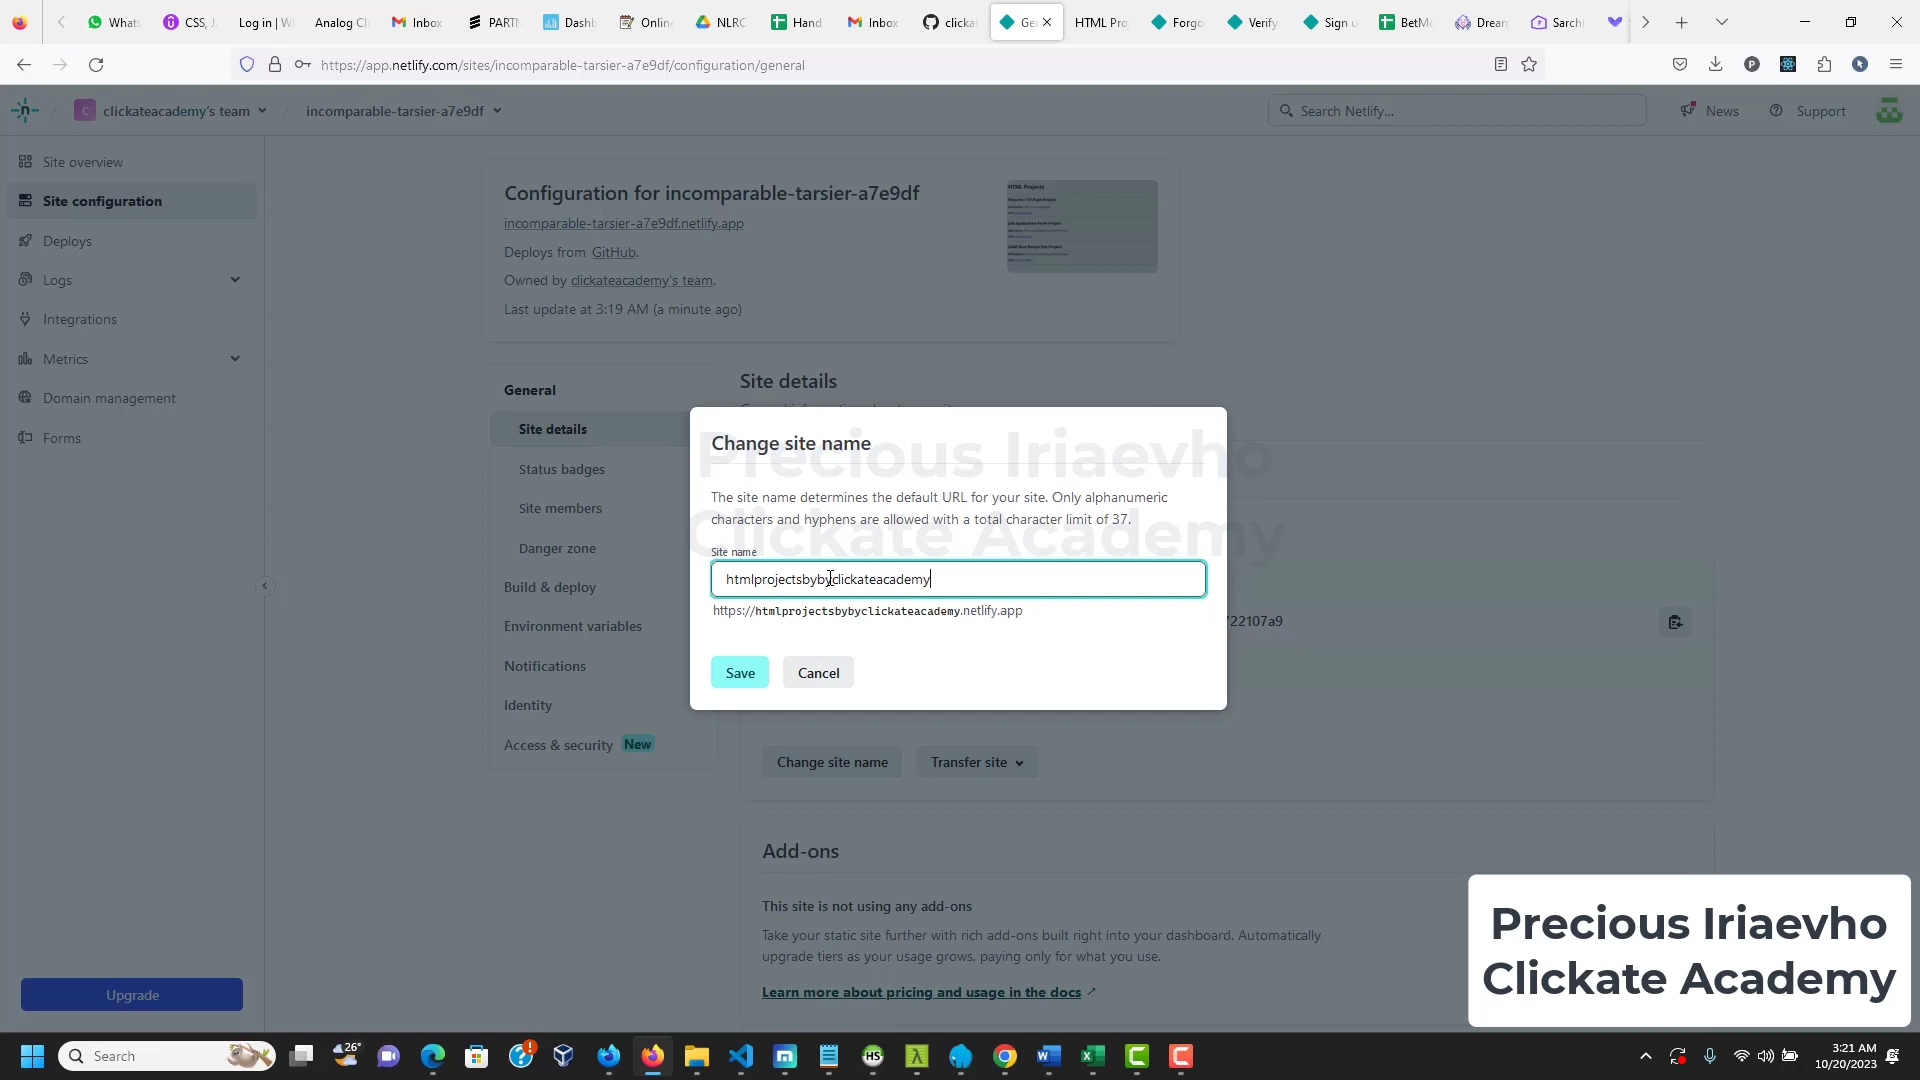 Whats
CSS, J
Log in | W
Analog Cl
Inbox
PARTN
Dashb
Online
NLRC
Hand
Inbox
clickat
Ge
HTML Pro
Forgo
Verify
Sign u
BetMo
Dream
Sarchi
https://app.netlify.com/sites/incomparable-tarsier-a7e9df/configuration/general
C clickateacademy's team
incomparable-tarsier-a7e9df
Search Netlify...
News
Support
Site overview
Site configuration
Deploys
Logs
Integrations
Metrics
Domain management
Forms
Upgrade
Configuration for incomparable-tarsier-a7e9df
incomparable-tarsier-a7e9df.netlify.app
Deploys from GitHub.
Owned by clickateacademy's team.
Last update at 3:19 AM (a minute ago)
HTML Projects
General
Site details
Status badges
Site members
Danger zone
Build & deploy
Environment variables
Notifications
Identity
Access & security New
Site details
Change site name
The site name determines the default URL for your site. Only alphanumeric
characters and hyphens are allowed with a total character limit of 37.
Site name
htmlprojectsbybyclickateacademy
https://htmlprojectsbybyclickateacademy.netlify.app
Save
Cancel
722107a9
Change site name
Transfer site
Add-ons
This site is not using any add-ons
Take your static site further with rich add-ons built right into your dashboard. Automatically
upgrade tiers as your usage grows, paying only for what you use.
Learn more about pricing and usage in the docs
Precious Iriaevho
Clickate Academy
Precious Iriaevho
Clickate Academy
Search
26°
HS
3:21 AM
10/20/2023